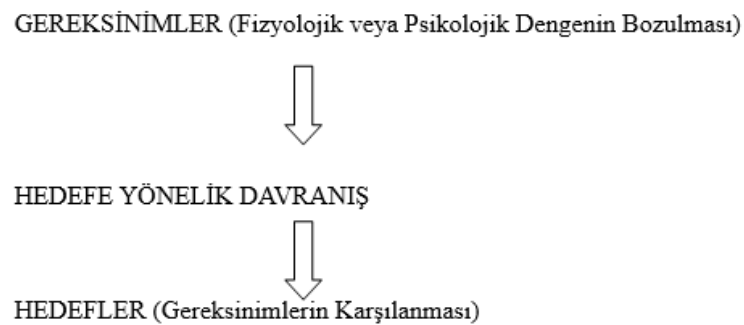 GEREKSİNİMLER (Fizyolojik veya Psikolojik Dengenin Bozulması)
HEDEFE YÖNELİK DAVRANIŞ
HEDEFLER (Gereksinimlerin Karşılanması)